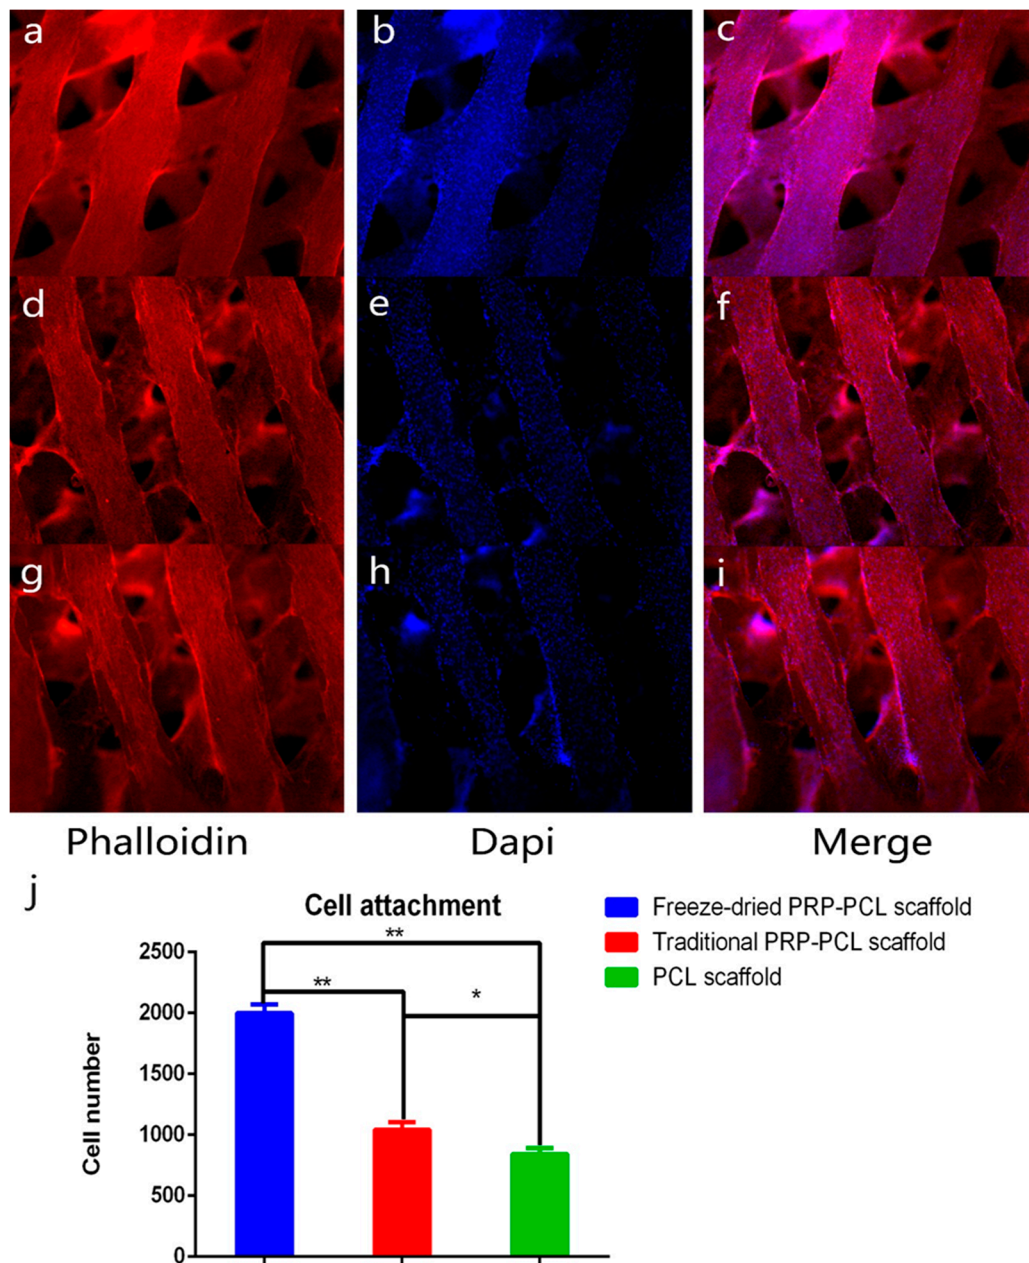 a
b
c
d
e
f
g
h
i
Phalloidin
Dapi
Merge
j
Cell attachment
Freeze-dried PRP-PCL scaffold
Traditional PRP-PCL scaffold
PCL scaffold
Cell number
2500
2000
1500
1000
500
0
**
**
*